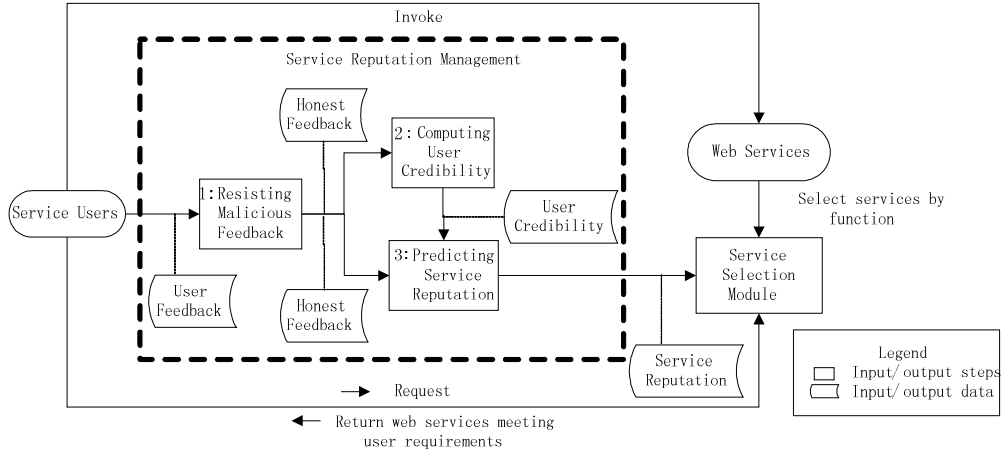 Invoke
Service Reputation Management
Honest
Feedback
2: Computing
User
Credibility
Web Services
Service Users
1: Resisting
Malicious
Feedback
User
Credibility
Select services by
function
3: Predicting
Service
Reputation
Service
Selection
Module
User
Feedback
Honest
Feedback
Service
Reputation
Legend
Input/output steps
Input/output data
Request
Return web services meeting
user requirements